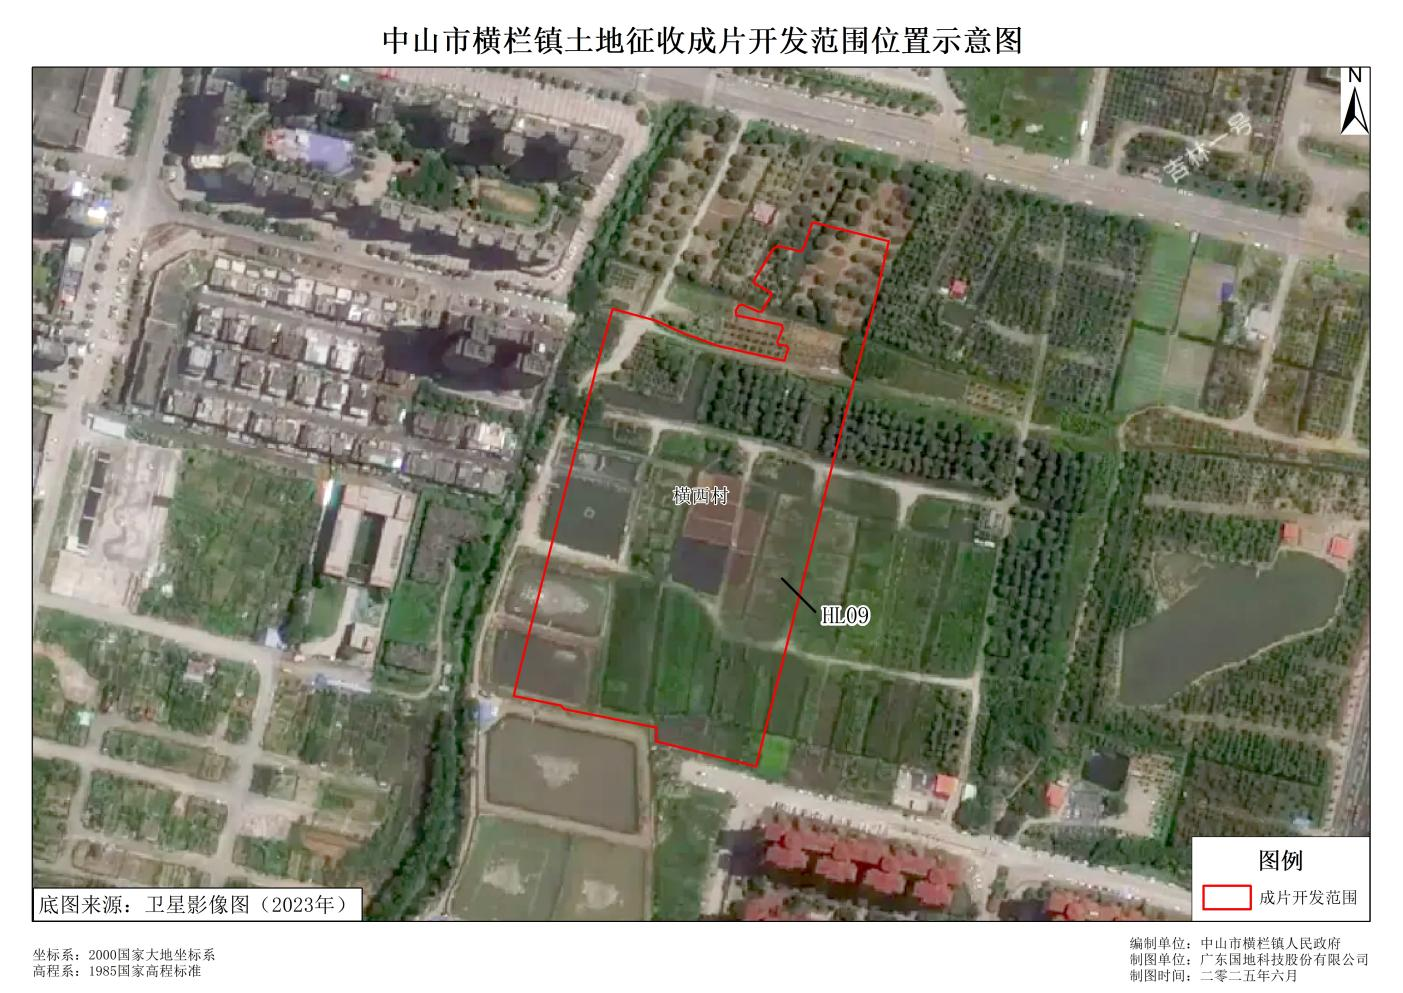 中山市横栏镇土地征收成片开发范围位置示意图
N
吉林一号
横西村
HL09
图例
成片开发范围
底图来源：卫星影像图（2023年）
坐标系：2000国家大地坐标系
高程系：1985国家高程标准
编制单位：中山市横栏镇人民政府
制图单位：广东国地科技股份有限公司
制图时间：二零二五年六月